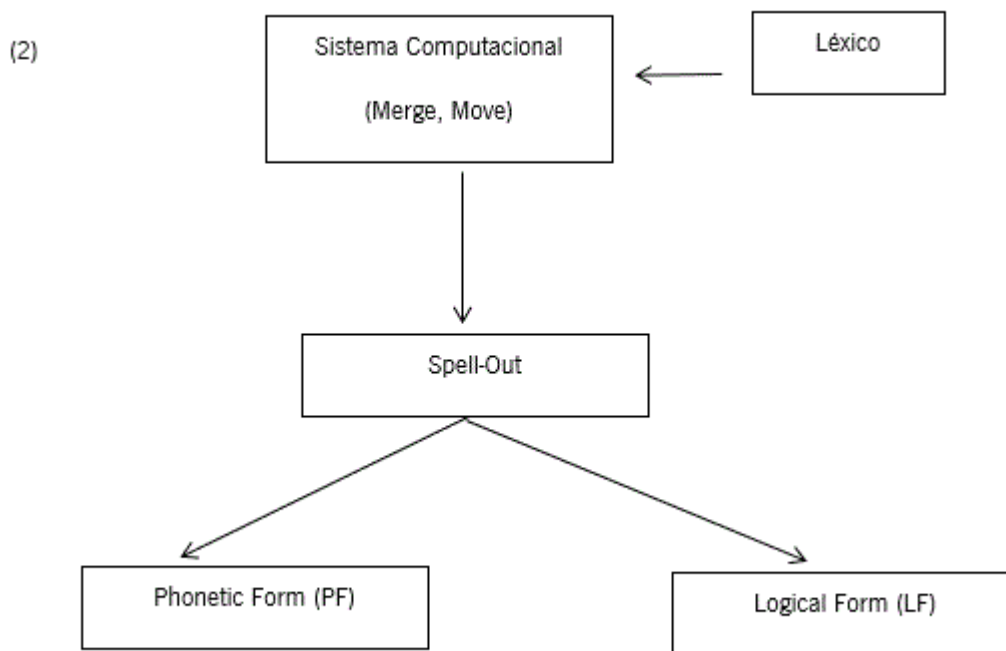 (2)
Sistema Computacional
(Merge, Move)
Léxico
Spell-Out
Phonetic Form (PF)
Logical Form (LF)